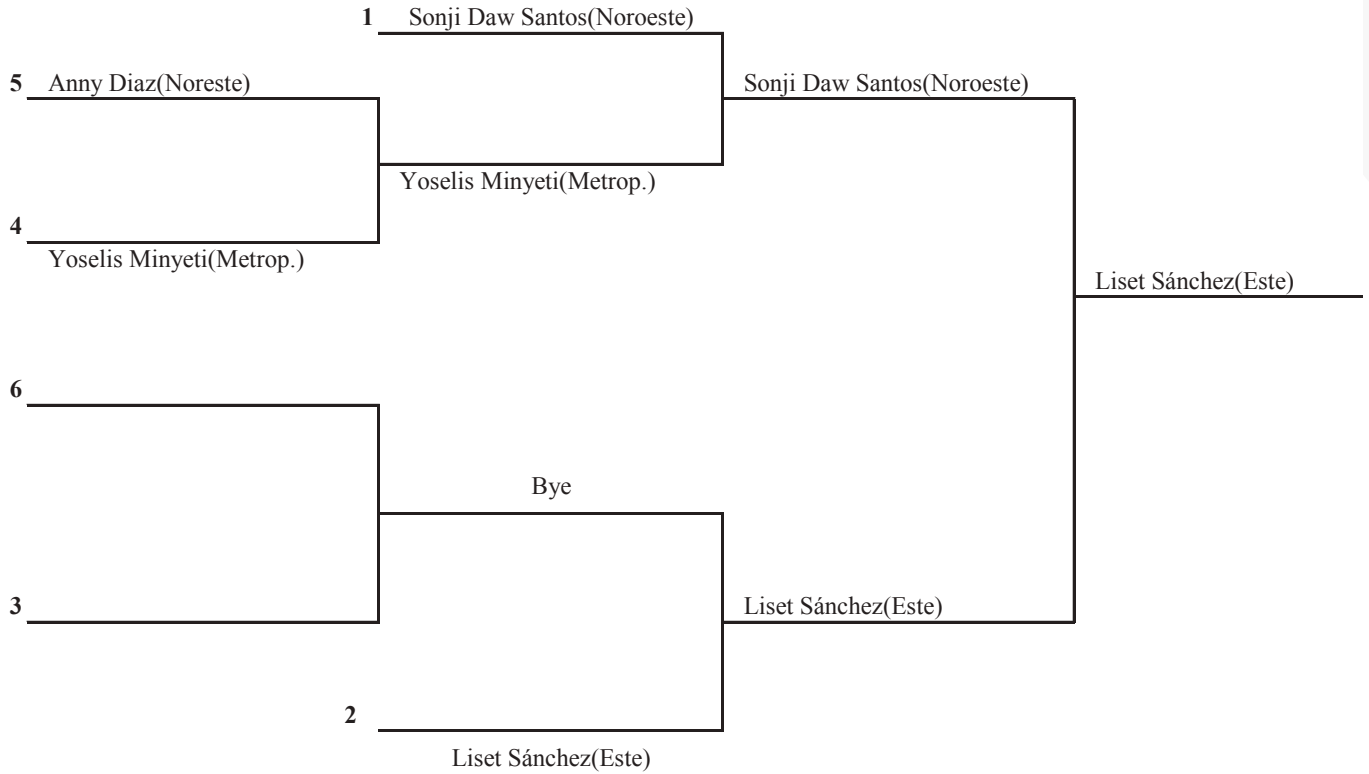 1 Sonji Daw Santos(Noroeste)
5 Anny Diaz(Noreste)
Sonji Daw Santos(Noroeste)
Yoselis Minyeti(Metrop.)
4
Yoselis Minyeti(Metrop.)
Liset Sánchez(Este)
6
Bye
3
Liset Sánchez(Este)
2
Liset Sánchez(Este)